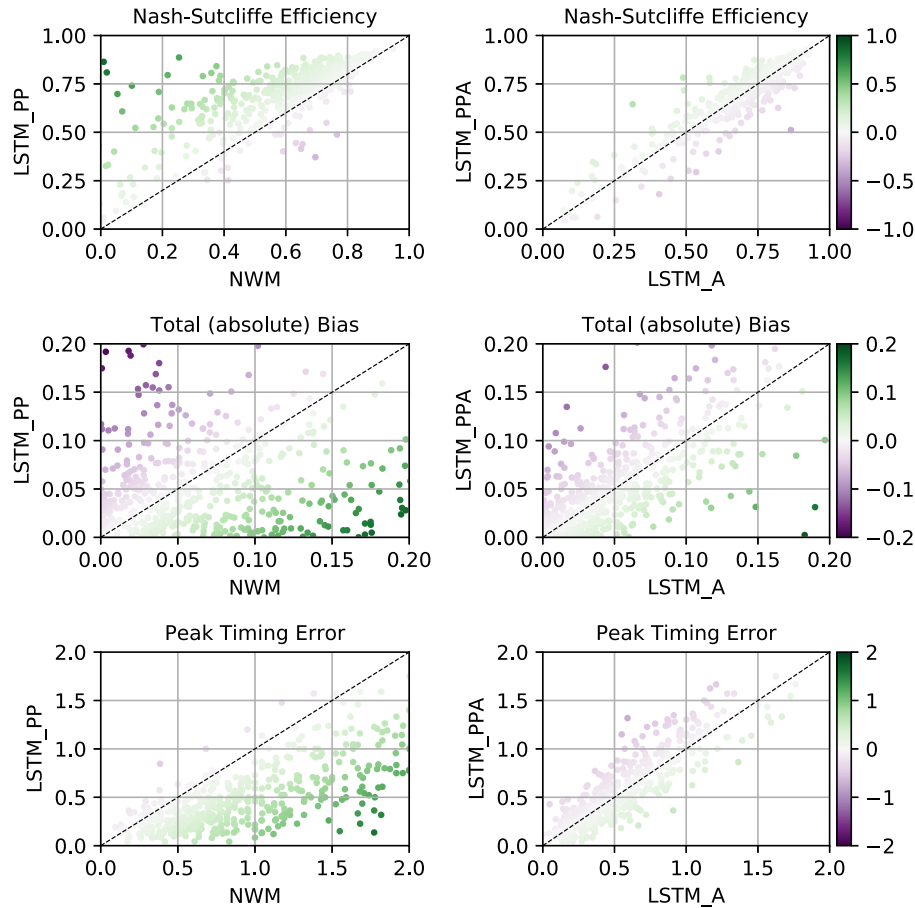 Nash-Sutcliffe Efficiency
1.00
0.75
0.50
0.25
0.00
LSTM_PP
0.0 0.2 0.4 0.6 0.8 1.0
NWM
Nash-Sutcliffe Efficiency
1.00
0.75
0.50
0.25
0.00
LSTM_PPA
0.00 0.25 0.50 0.75 1.00
LSTM_A
1.0
0.5
0.0
−0.5
−1.0
Total (absolute) Bias
0.20
0.15
0.10
0.05
0.00
LSTM_PP
0.00 0.05 0.10 0.15 0.20
NWM
Total (absolute) Bias
0.20
0.15
0.10
0.05
0.00
LSTM_PPA
0.00 0.05 0.10 0.15 0.20
LSTM_A
0.2
0.1
0.0
−0.1
−0.2
Peak Timing Error
2.0
1.5
1.0
0.5
0.0
LSTM_PP
0.0 0.5 1.0 1.5 2.0
NWM
Peak Timing Error
2.0
1.5
1.0
0.5
0.0
LSTM_PPA
0.0 0.5 1.0 1.5 2.0
LSTM_A
2
1
0
−1
−2